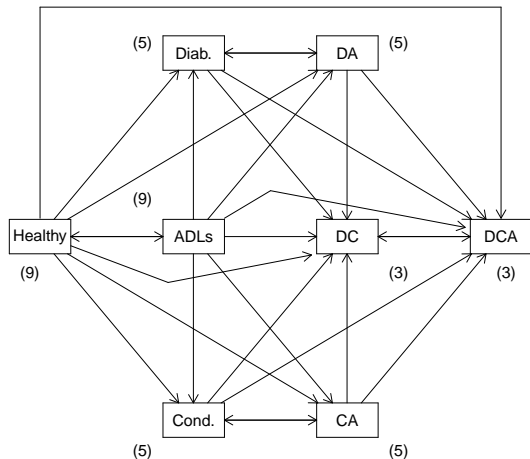 (5) Diab. DA (5)
(9)
Healthy ADLs DC DCA
(9) (3) (3)
Cond. CA
(5) (5)